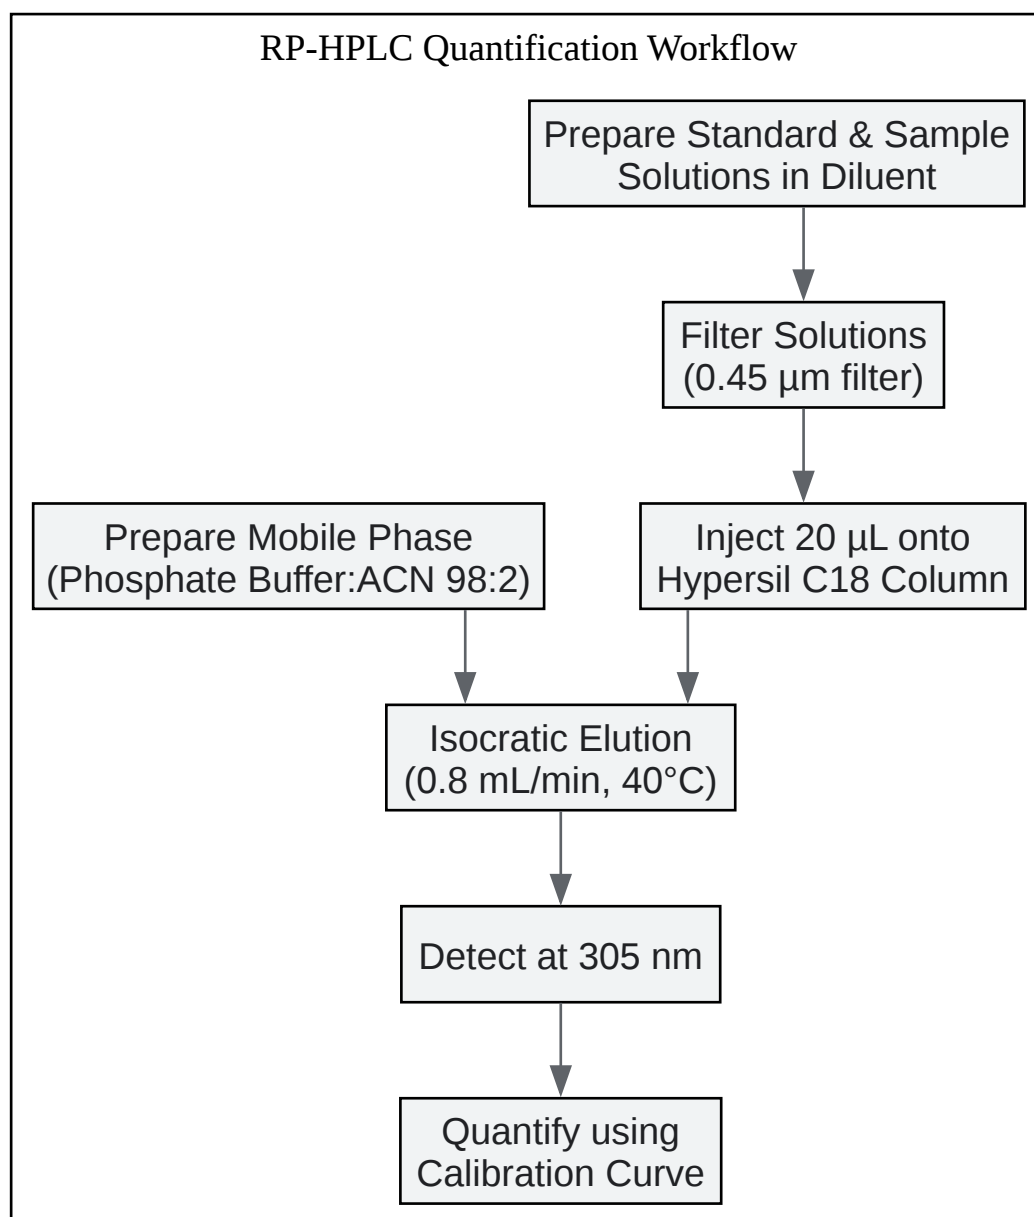 RP-HPLC Quantification Workflow
Prepare Standard & Sample
Solutions in Diluent
Filter Solutions
(0.45 µm filter)
Prepare Mobile Phase
(Phosphate Buffer:ACN 98:2)
Inject 20 µL onto
Hypersil C18 Column
Isocratic Elution
(0.8 mL/min, 40°C)
Detect at 305 nm
Quantify using
Calibration Curve